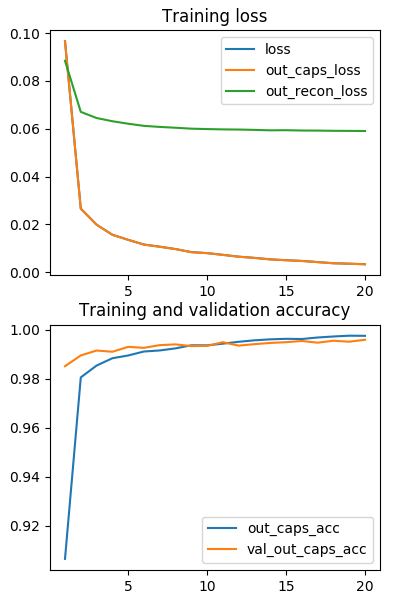 Training loss
0.10
0.08
0.06
0.04
0.02
0.00
loss
out_caps_loss
out_recon_loss
5 10 15 20
Training and validation accuracy
1.00
0.98
0.96
0.94
0.92
out_caps_acc
val_out_caps_acc
5 10 15 20